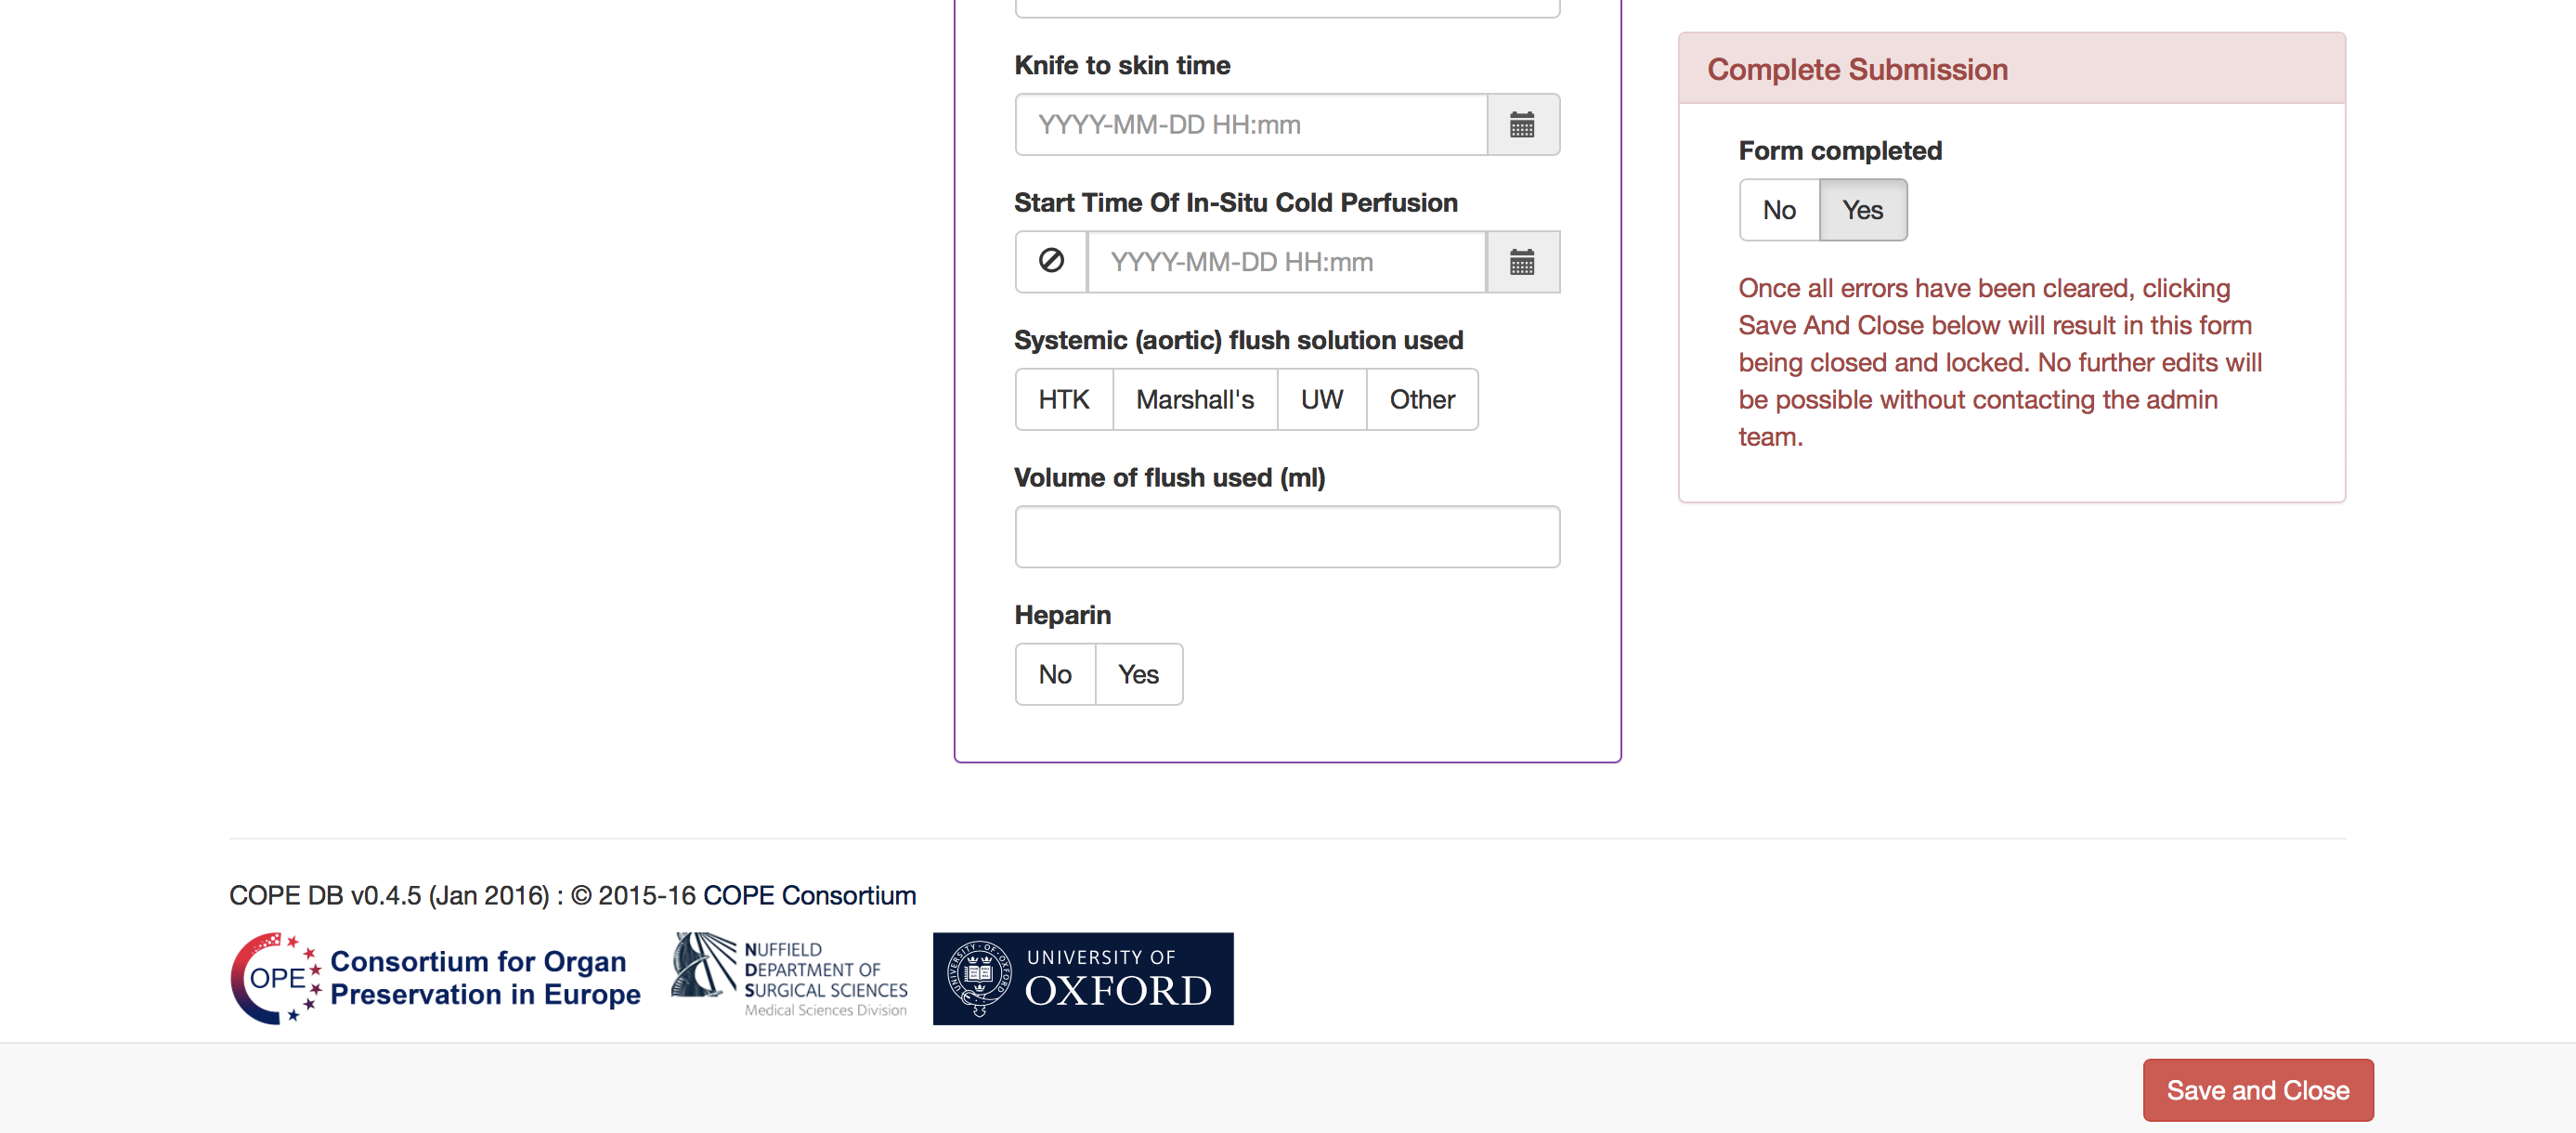 Knife to skin time
YYYY-MM-DD HH:mm
Start Time Of In-Situ Cold Perfusion
YYYY-MM-DD HH:mm
Systemic (aortic) flush solution used
HTK Marshall's UW Other
Volume of flush used (ml)
Heparin
No Yes
Complete Submission
Form completed
No Yes
Once all errors have been cleared, clicking
Save And Close below will result in this form
being closed and locked. No further edits will
be possible without contacting the admin
team.
COPE DB v0.4.5 (Jan 2016) : © 2015-16 COPE Consortium
OPE
Consortium for Organ
Preservation in Europe
NUFFIELD
DEPARTMENT OF
SURGICAL SCIENCES
Medical Sciences Division
UNIVERSITY · OF · OXFORD
UNIVERSITY OF
OXFORD
Save and Close